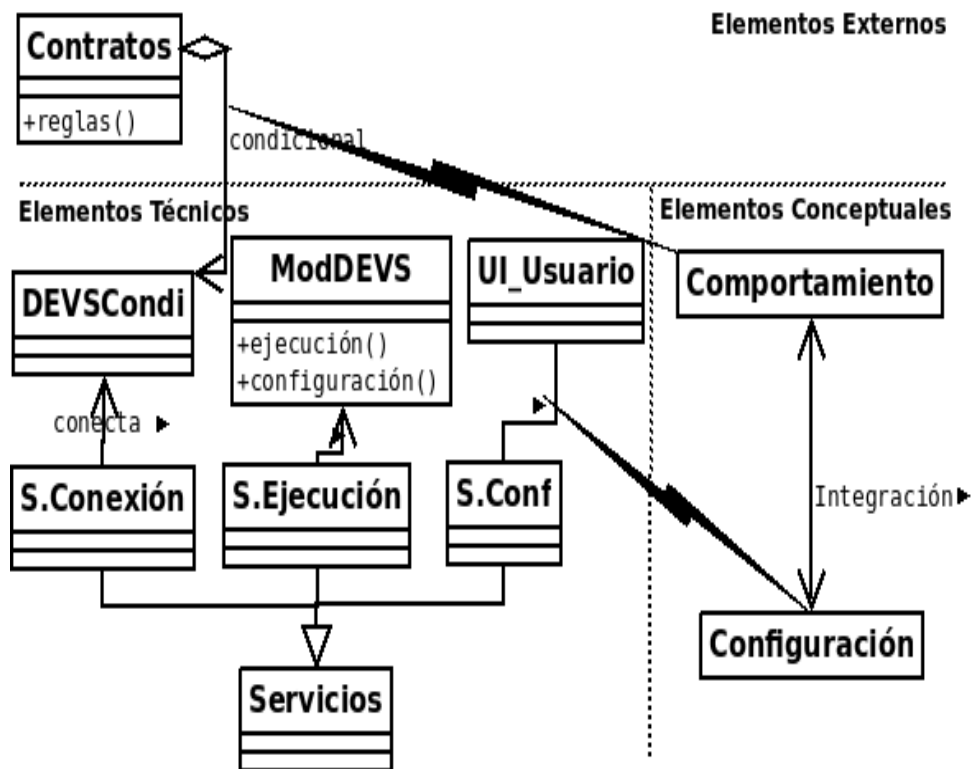 Elementos Externos
Contratos
+reglas()
condicional
Elementos Técnicos
Elementos Conceptuales
ModDEVS
+ejecución()
+configuración()
UI_Usuario
Comportamiento
DEVSCondi
conecta
S.Conexión
S.Ejecución
S.Conf
Integración
Configuración
Servicios